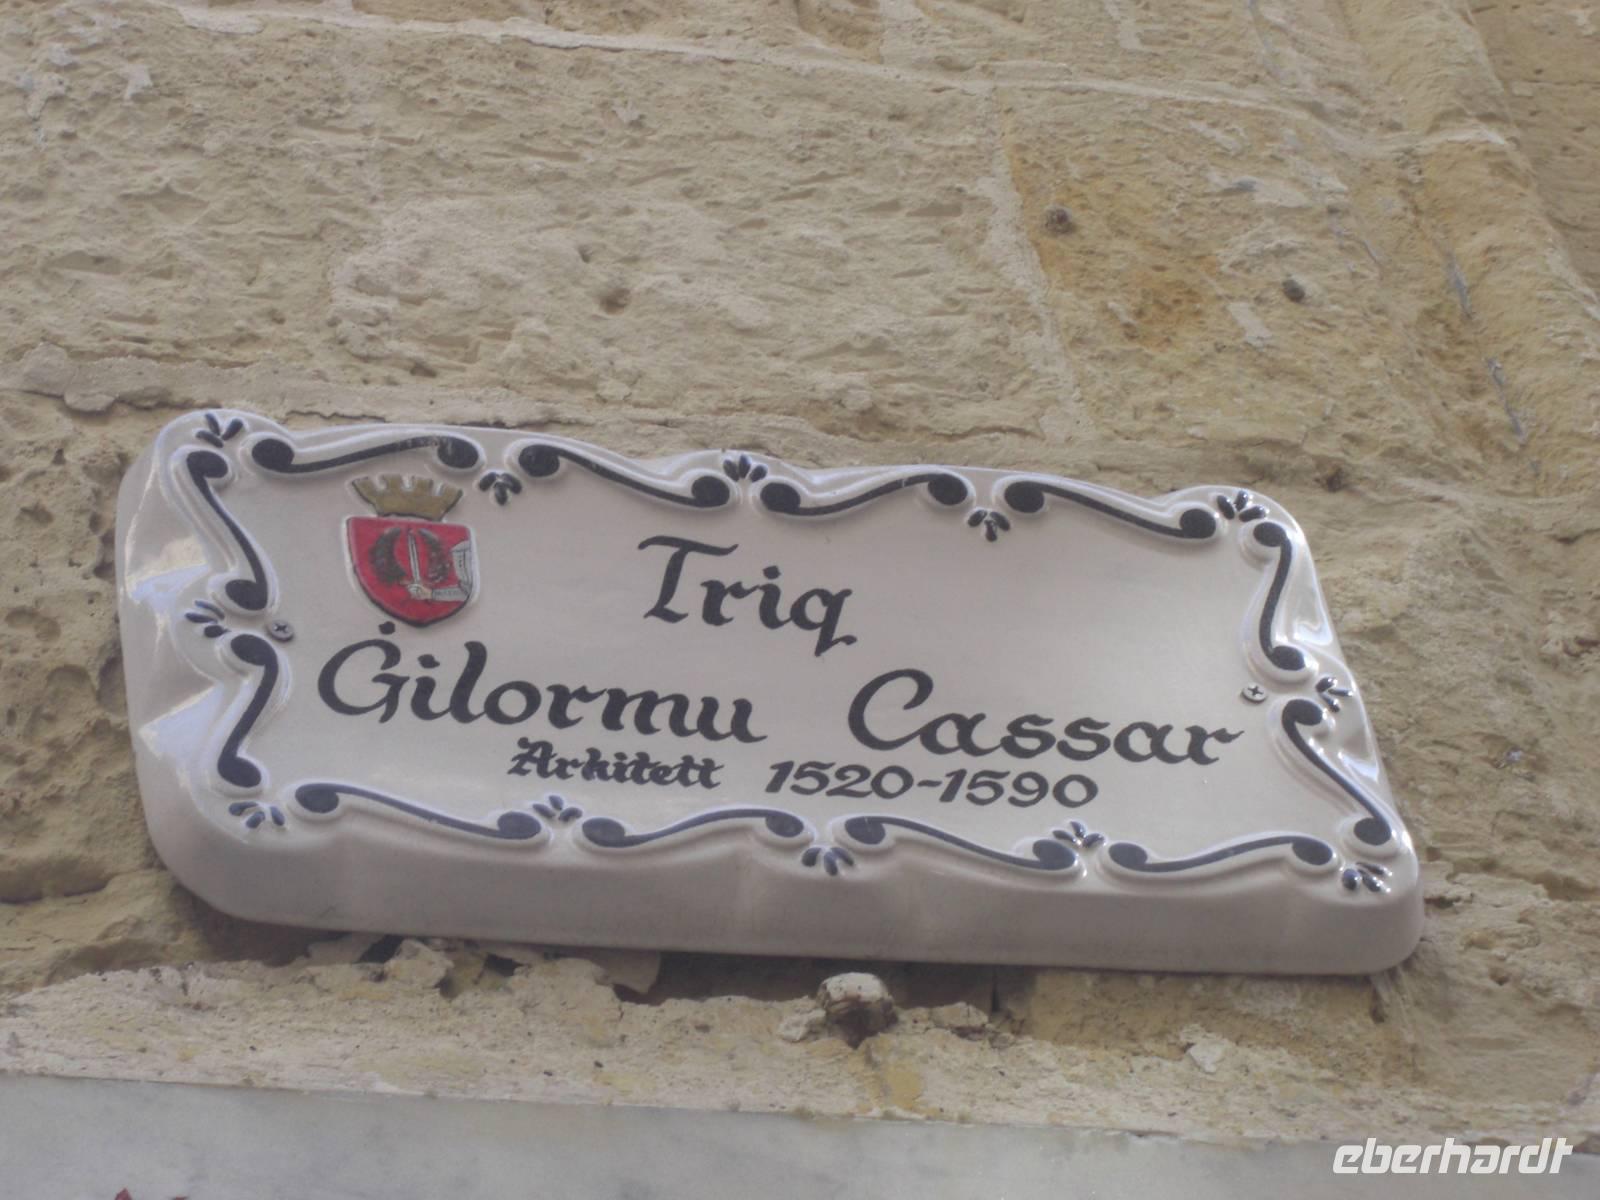 Triq
Ġilormu Cassar
Arkitett 1520-1590
eberhardt